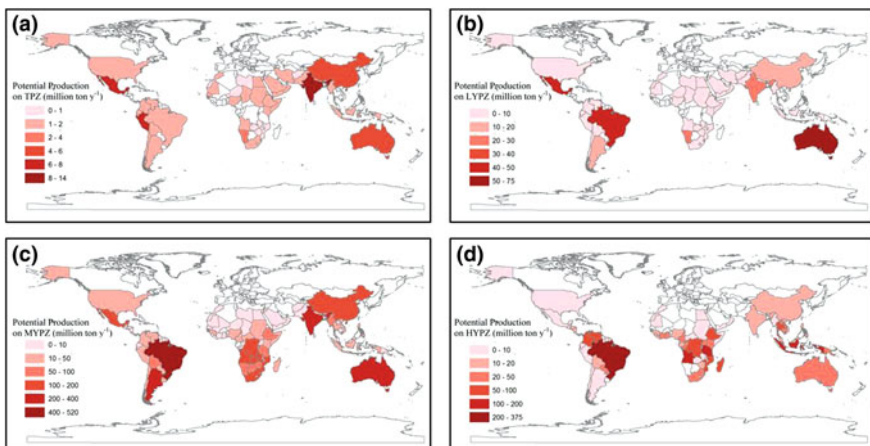 (a)
Potential Production
on TPZ (million ton y⁻¹)
0 - 1
1 - 2
2 - 4
4 - 6
6 - 8
8 - 14
(b)
Potential Production
on LYPZ (million ton y⁻¹)
0 - 10
10 - 20
20 - 30
30 - 40
40 - 50
50 - 75
(c)
Potential Production
on MYPZ (million ton y⁻¹)
0 - 10
10 - 50
50 - 100
100 - 200
200 - 400
400 - 520
(d)
Potential Production
on HYPZ (million ton y⁻¹)
0 - 10
10 - 20
20 - 50
50-100
100 - 200
200 - 375